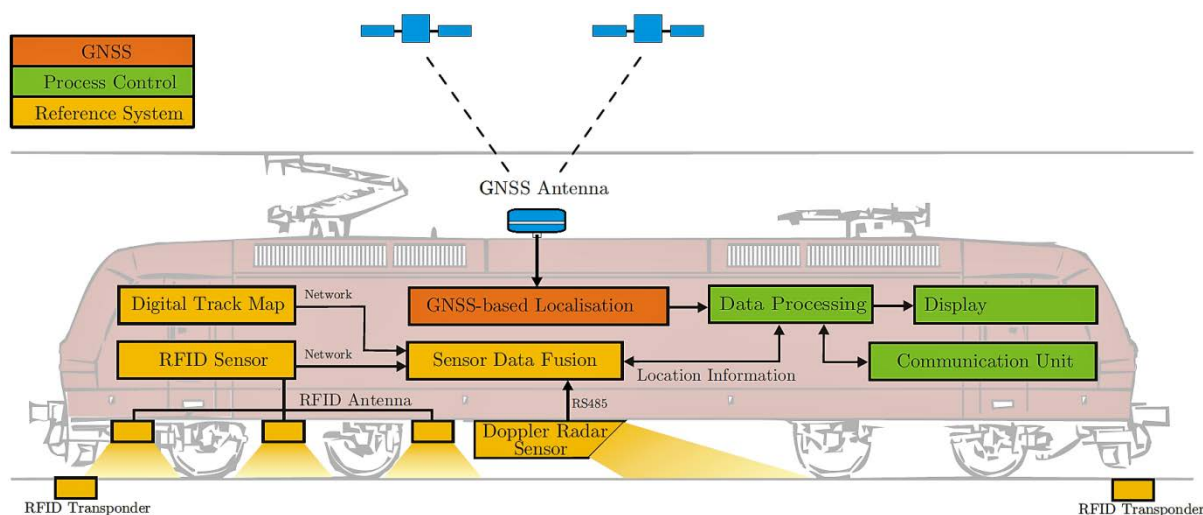 GNSS
Process Control
Reference System
GNSS Antenna
Digital Track Map
Network
GNSS-based Localisation
Data Processing
Display
RFID Sensor
Network
Sensor Data Fusion
Location Information
Communication Unit
RFID Antenna
RS485
Doppler Radar
Sensor
RFID Transponder
RFID Transponder